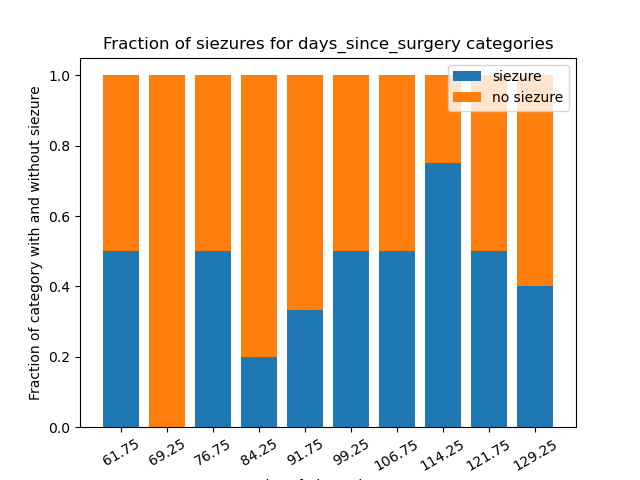 Fraction of siezures for days_since_surgery categories
siezure
no siezure
Fraction of category with and without siezure
1.0
0.8
0.6
0.4
0.2
0.0
61.75 69.25 76.75 84.25 91.75 99.25 106.75 114.25 121.75 129.25